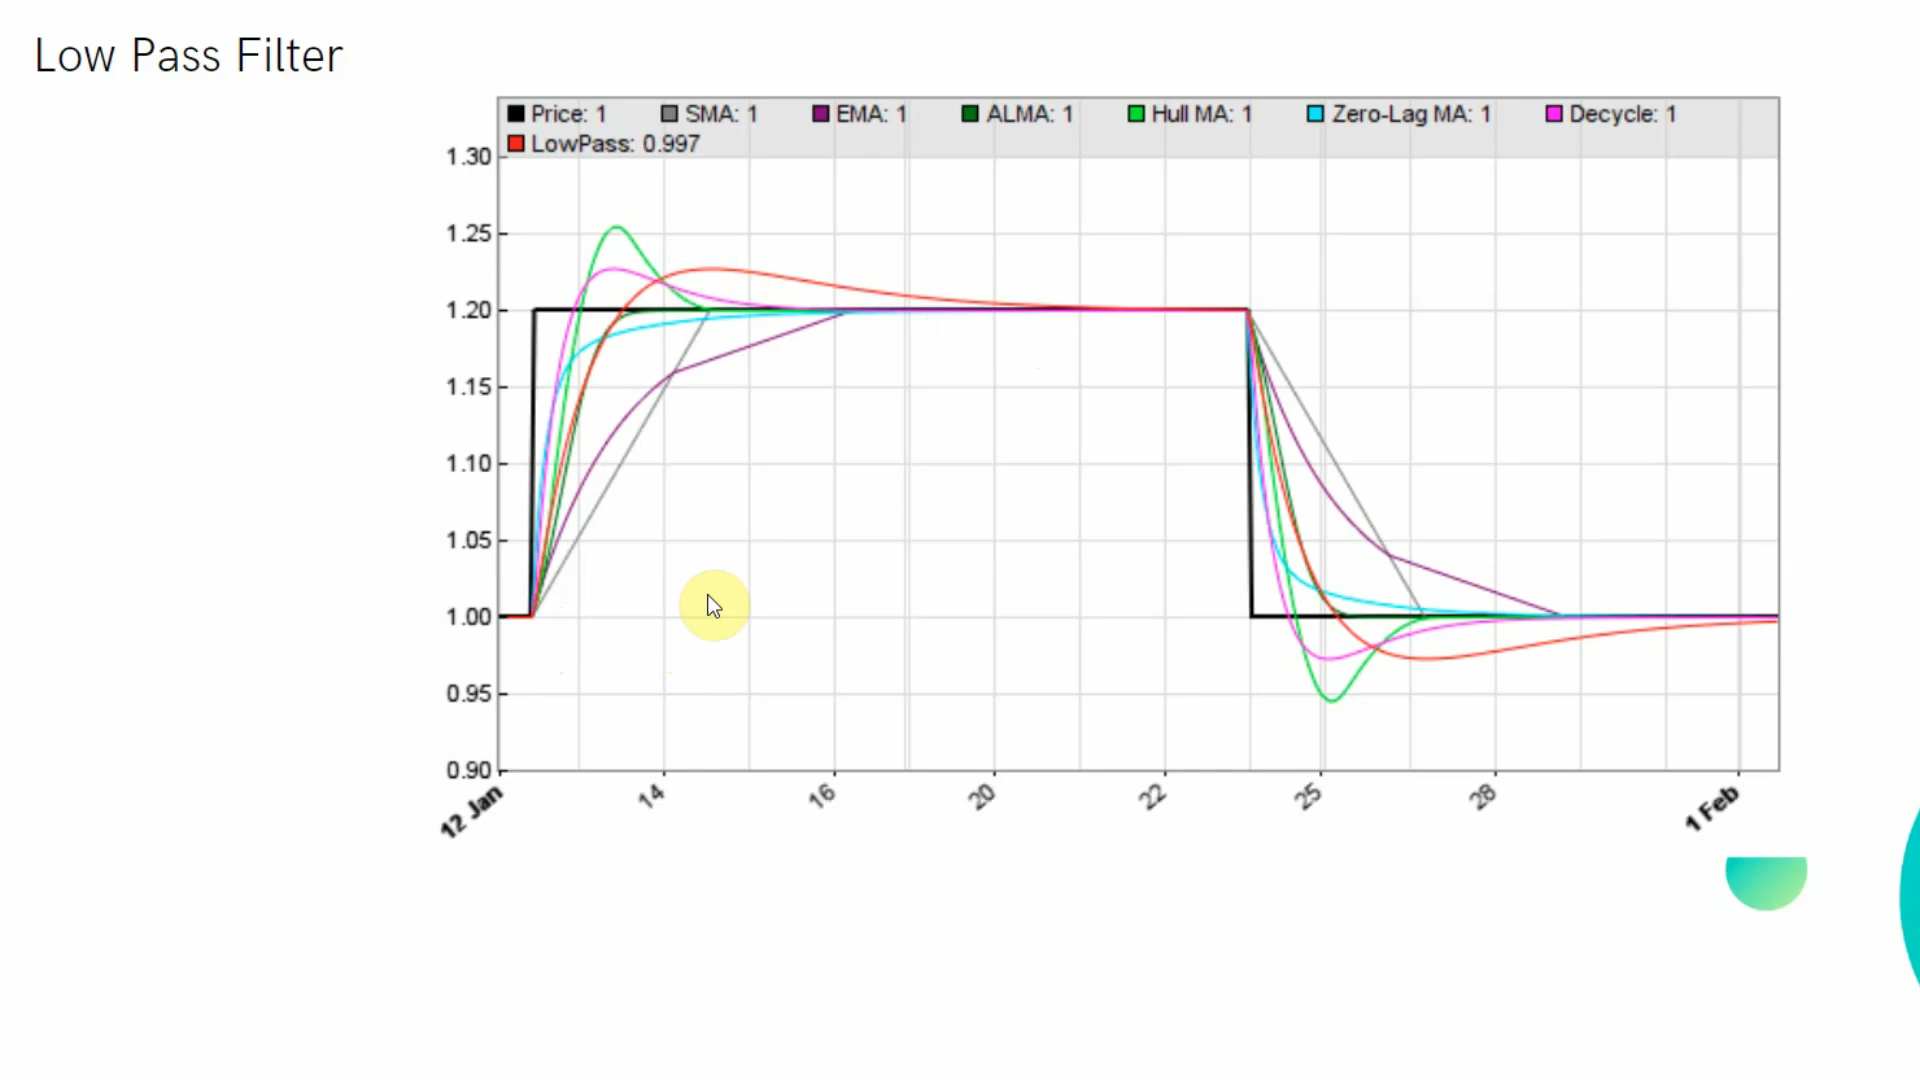 Low Pass Filter
Price: 1 SMA: 1 EMA: 1 ALMA: 1 Hull MA: 1 Zero-Lag MA: 1 Decycle: 1
LowPass: 0.997
1.30
1.25
1.20
1.15
1.10
1.05
1.00
0.95
0.90
12 Jan 14 16 20 22 25 28 1 Feb